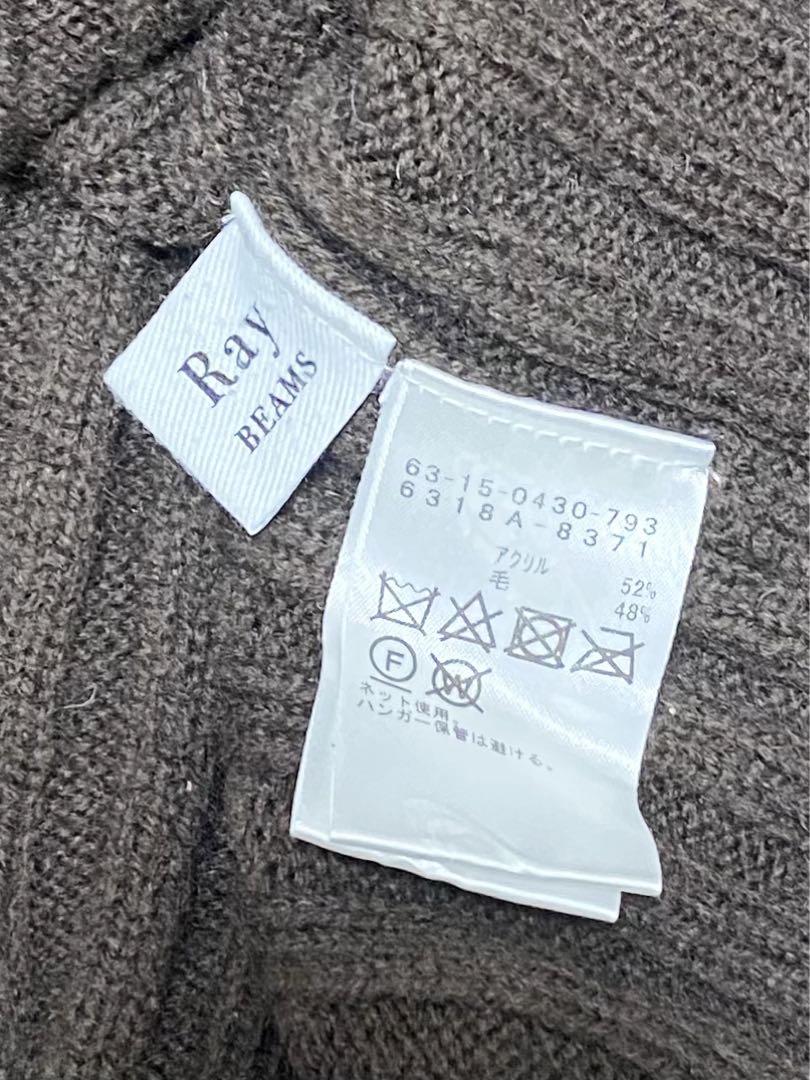 Ray
BEAMS
63-15-0430-793
6318A-8371
アクリル 52%
毛 48%
F
W
ネット使用。
ハンガー保管は避ける。